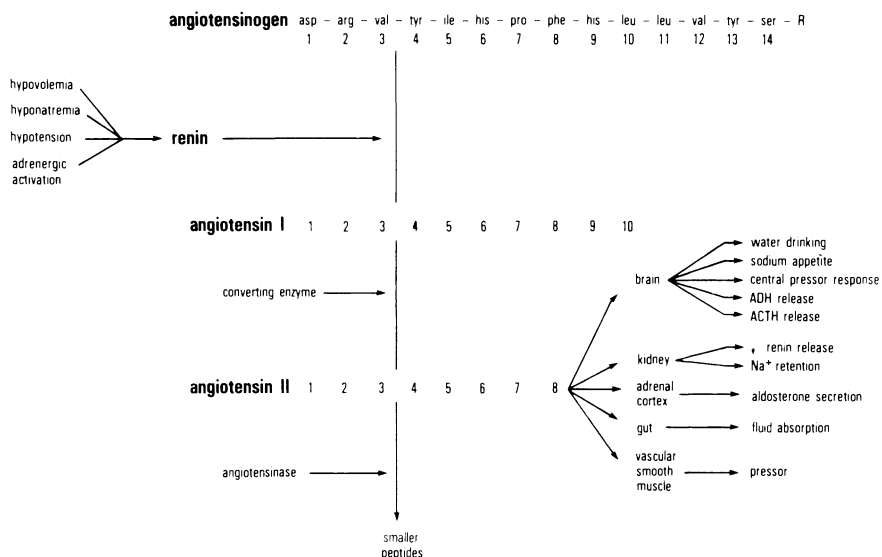 angiotensinogen asp – arg – val – tyr – ile – his – pro – phe – his – leu – leu – val – tyr – ser – R
1 2 3 4 5 6 7 8 9 10 11 12 13 14
hypovolemia
hyponatremia
hypotension
renin
adrenergic
activation
angiotensin I 1 2 3 4 5 6 7 8 9 10
converting enzyme
brain
water drinking
sodium appetite
central pressor response
ADH release
ACTH release
angiotensin II 1 2 3 4 5 6 7 8
kidney
renin release
Na⁺ retention
adrenal
cortex
aldosterone secretion
gut
fluid absorption
vascular
smooth
muscle
pressor
angiotensinase
smaller
peptides